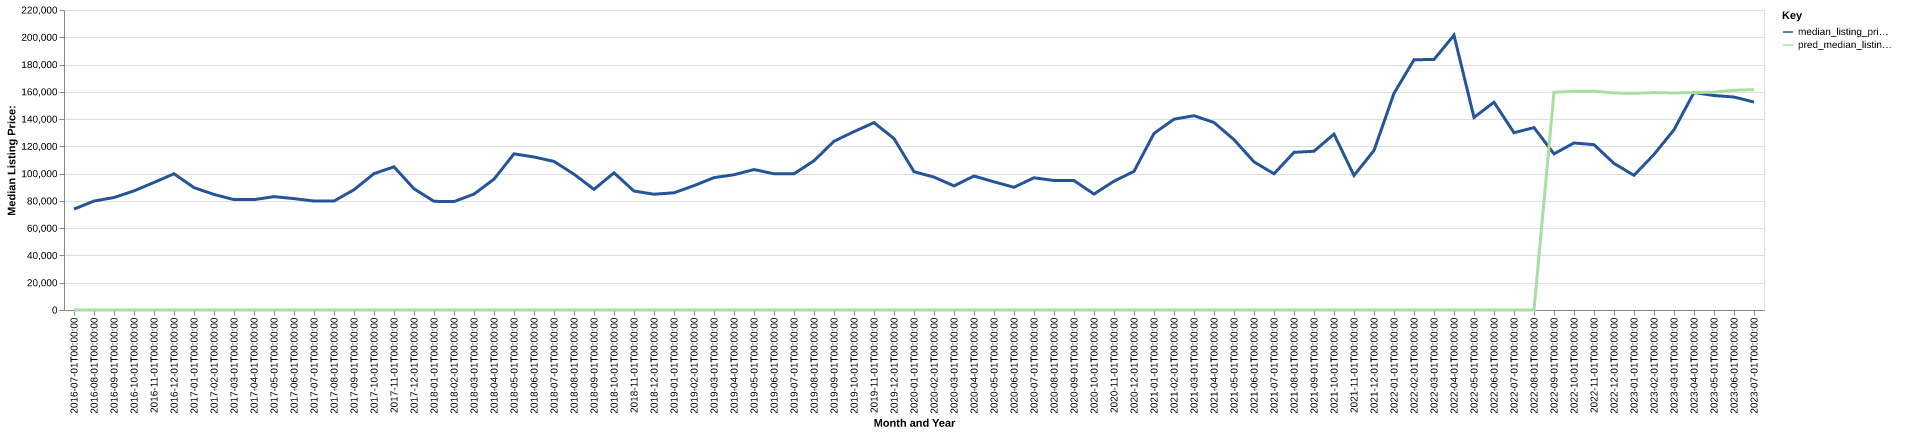 220,000
200,000
180,000
160,000
140,000
120,000
100,000
80,000
60,000
40,000
20,000
0
Median Listing Price:
2016-07-01T00:00:00
2016-08-01T00:00:00
2016-09-01T00:00:00
2016-10-01T00:00:00
2016-11-01T00:00:00
2016-12-01T00:00:00
2017-01-01T00:00:00
2017-02-01T00:00:00
2017-03-01T00:00:00
2017-04-01T00:00:00
2017-05-01T00:00:00
2017-06-01T00:00:00
2017-07-01T00:00:00
2017-08-01T00:00:00
2017-09-01T00:00:00
2017-10-01T00:00:00
2017-11-01T00:00:00
2017-12-01T00:00:00
2018-01-01T00:00:00
2018-02-01T00:00:00
2018-03-01T00:00:00
2018-04-01T00:00:00
2018-05-01T00:00:00
2018-06-01T00:00:00
2018-07-01T00:00:00
2018-08-01T00:00:00
2018-09-01T00:00:00
2018-10-01T00:00:00
2018-11-01T00:00:00
2018-12-01T00:00:00
2019-01-01T00:00:00
2019-02-01T00:00:00
2019-03-01T00:00:00
2019-04-01T00:00:00
2019-05-01T00:00:00
2019-06-01T00:00:00
2019-07-01T00:00:00
2019-08-01T00:00:00
2019-09-01T00:00:00
2019-10-01T00:00:00
2019-11-01T00:00:00
2019-12-01T00:00:00
2020-01-01T00:00:00
2020-02-01T00:00:00
2020-03-01T00:00:00
2020-04-01T00:00:00
2020-05-01T00:00:00
2020-06-01T00:00:00
2020-07-01T00:00:00
2020-08-01T00:00:00
2020-09-01T00:00:00
2020-10-01T00:00:00
2020-11-01T00:00:00
2020-12-01T00:00:00
2021-01-01T00:00:00
2021-02-01T00:00:00
2021-03-01T00:00:00
2021-04-01T00:00:00
2021-05-01T00:00:00
2021-06-01T00:00:00
2021-07-01T00:00:00
2021-08-01T00:00:00
2021-09-01T00:00:00
2021-10-01T00:00:00
2021-11-01T00:00:00
2021-12-01T00:00:00
2022-01-01T00:00:00
2022-02-01T00:00:00
2022-03-01T00:00:00
2022-04-01T00:00:00
2022-05-01T00:00:00
2022-06-01T00:00:00
2022-07-01T00:00:00
2022-08-01T00:00:00
2022-09-01T00:00:00
2022-10-01T00:00:00
2022-11-01T00:00:00
2022-12-01T00:00:00
2023-01-01T00:00:00
2023-02-01T00:00:00
2023-03-01T00:00:00
2023-04-01T00:00:00
2023-05-01T00:00:00
2023-06-01T00:00:00
2023-07-01T00:00:00
Month and Year
Key
median_listing_pri…
pred_median_listin…